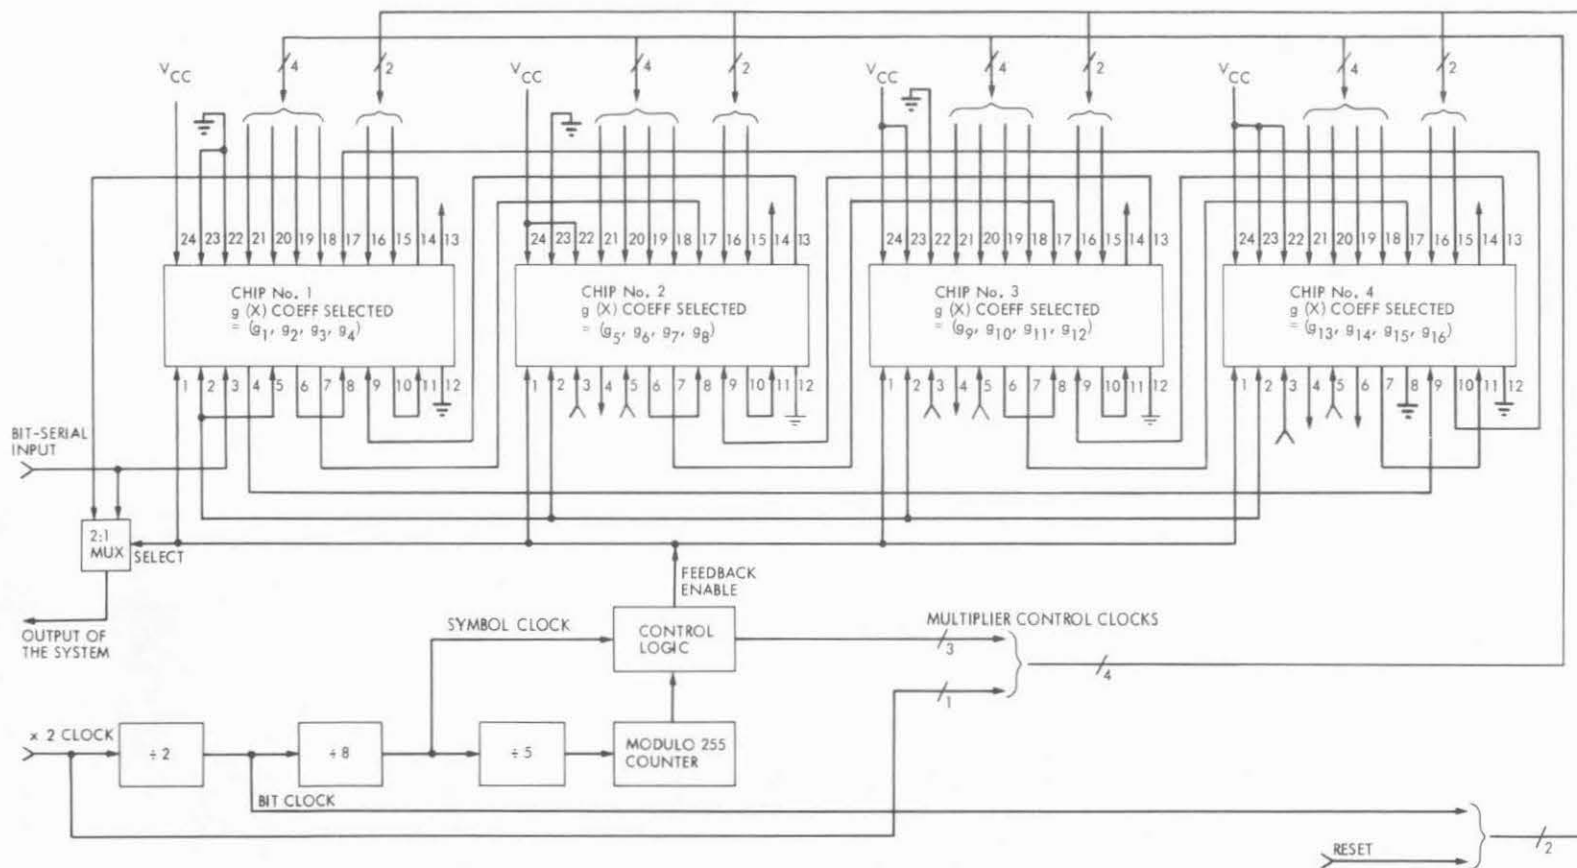 4 2 4 2 4 2 4 2
VCC VCC VCC VCC
24 23 22 21 20 19 18 17 16 15 14 13
24 23 22 21 20 19 18 17 16 15 14 13
24 23 22 21 20 19 18 17 16 15 14 13
24 23 22 21 20 19 18 17 16 15 14 13
CHIP No. 1
g (X) COEFF SELECTED
= (g1, g2, g3, g4)
CHIP No. 2
g (X) COEFF SELECTED
= (g5, g6, g7, g8)
CHIP No. 3
g (X) COEFF SELECTED
= (g9, g10, g11, g12)
CHIP No. 4
g (X) COEFF SELECTED
= (g13, g14, g15, g16)
1 2 3 4 5 6 7 8 9 10 11 12
1 2 3 4 5 6 7 8 9 10 11 12
1 2 3 4 5 6 7 8 9 10 11 12
1 2 3 4 5 6 7 8 9 10 11 12
BIT-SERIAL
INPUT
2:1
MUX
SELECT
FEEDBACK
ENABLE
OUTPUT OF
THE SYSTEM
SYMBOL CLOCK
CONTROL
LOGIC
MULTIPLIER CONTROL CLOCKS
3
4
1
x 2 CLOCK
÷2
÷8
÷5
MODULO 255
COUNTER
BIT CLOCK
RESET
2